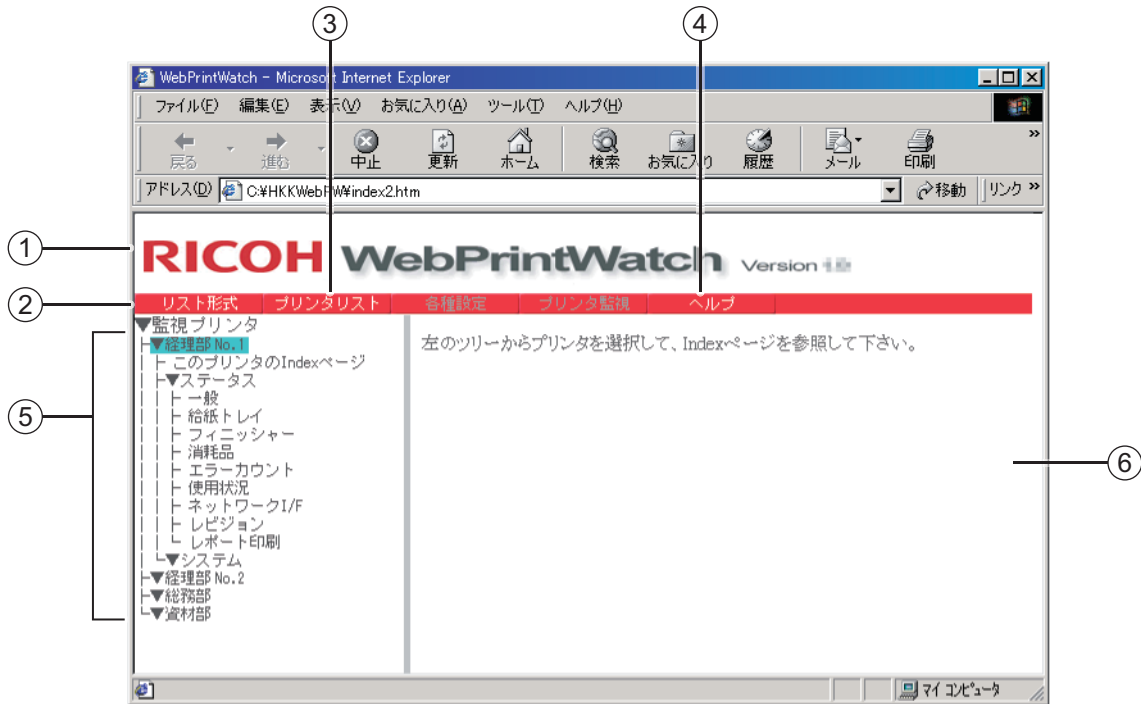 ③ ④
WebPrintWatch - Microsoft Internet Explorer
ファイル(F) 編集(E) 表示(V) お気に入り(A) ツール(T) ヘルプ(H)
戻る 進む 中止 更新 ホーム 検索 お気に入り 履歴 メール 印刷 »
アドレス(D) C:¥HKKWebPW¥index2.htm 移動 リンク »
① RICOH WebPrintWatch Version
② リスト形式 プリンタリスト 各種設定 プリンタ監視 ヘルプ
▼監視プリンタ
▼経理部 No.1
このプリンタのIndexページ
▼ステータス
一般
給紙トレイ
フィニッシャー
消耗品
エラーカウント
使用状況
ネットワークI/F
レビジョン
レポート印刷
▼システム
▼経理部 No.2
▼総務部
▼資材部
⑤
左のツリーからプリンタを選択して、Indexページを参照して下さい。
⑥
マイ コンピュータ